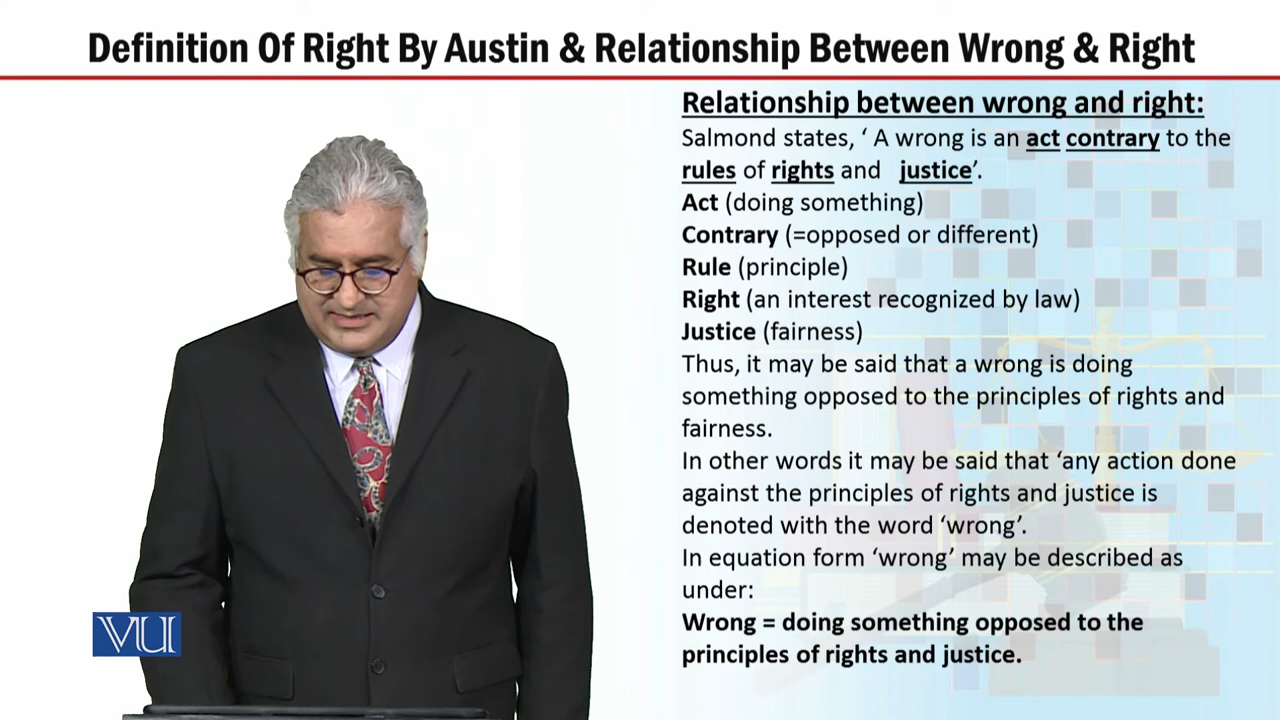 Definition Of Right By Austin & Relationship Between Wrong & Right
Relationship between wrong and right:
Salmond states, ‘ A wrong is an act contrary to the
rules of rights and justice’.
Act (doing something)
Contrary (=opposed or different)
Rule (principle)
Right (an interest recognized by law)
Justice (fairness)
Thus, it may be said that a wrong is doing
something opposed to the principles of rights and
fairness.
In other words it may be said that ‘any action done
against the principles of rights and justice is
denoted with the word ‘wrong’.
In equation form ‘wrong’ may be described as
under:
Wrong = doing something opposed to the
principles of rights and justice.
VU